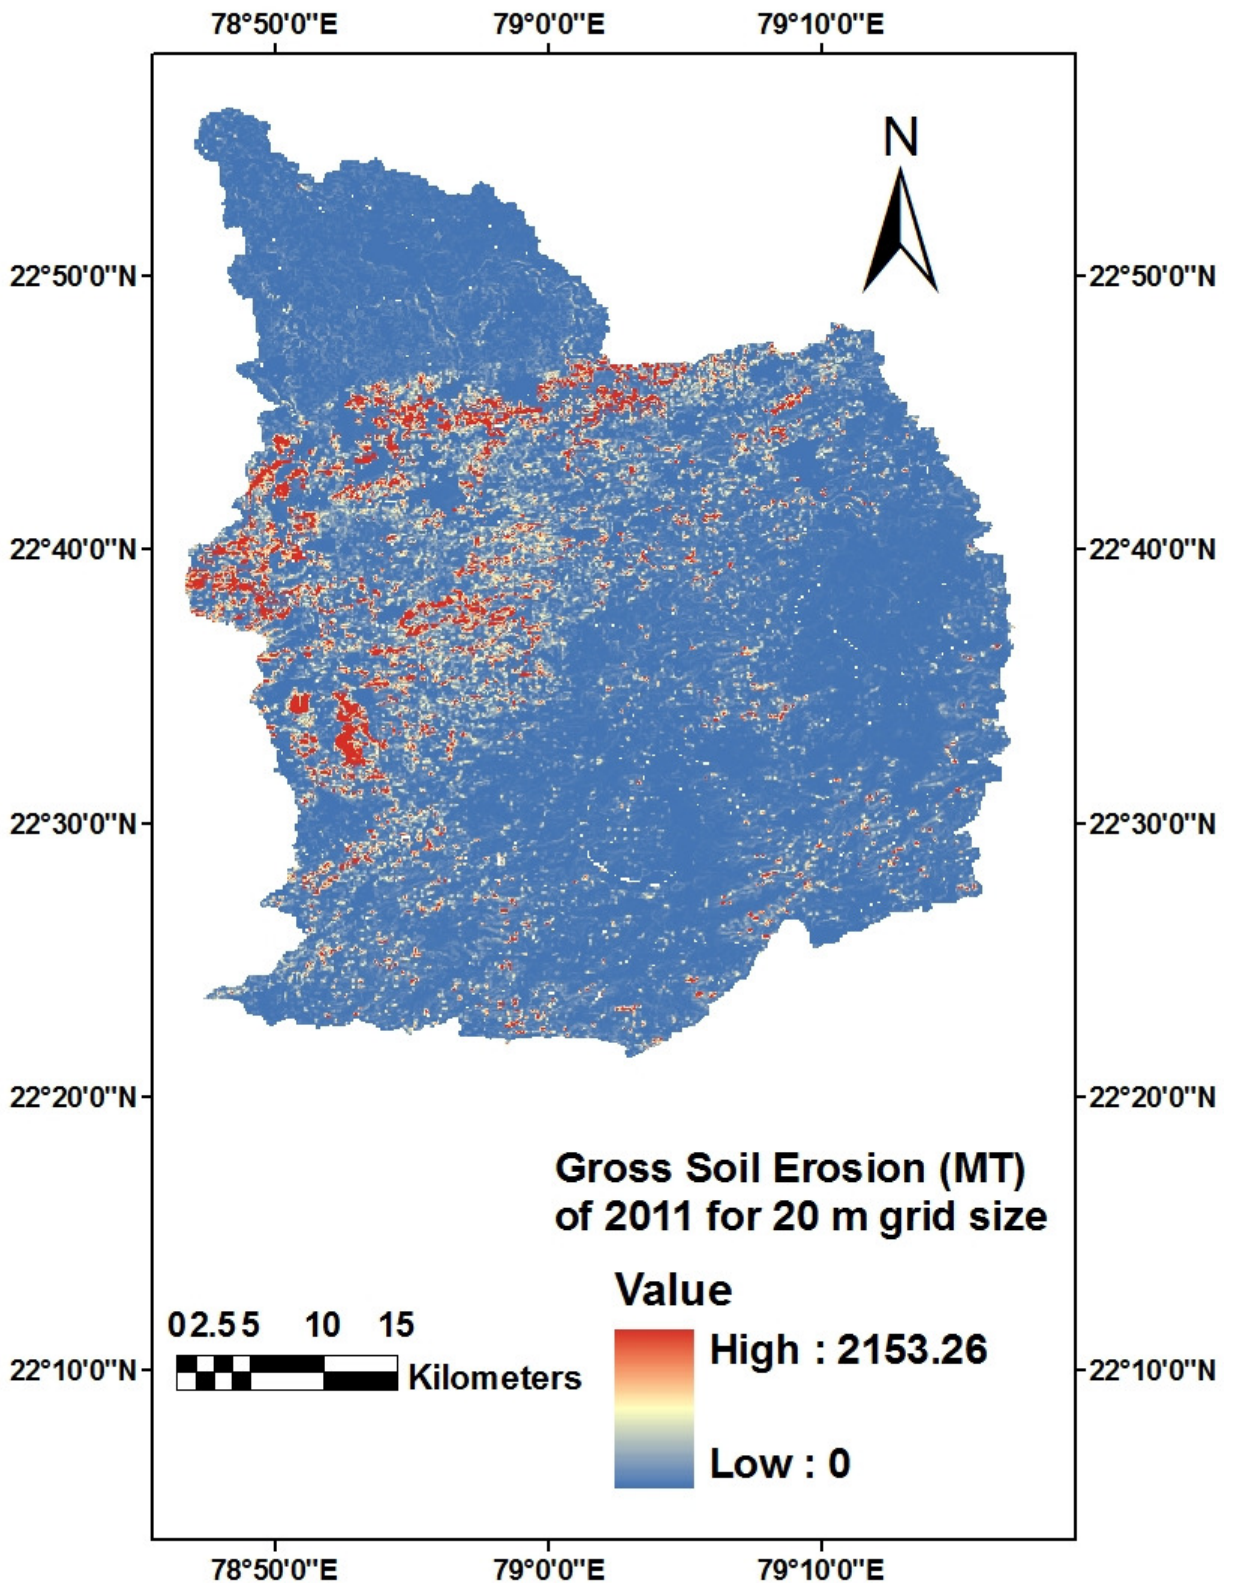 78°50'0"E 79°0'0"E 79°10'0"E
N
22°50'0"N 22°50'0"N
22°40'0"N 22°40'0"N
22°30'0"N 22°30'0"N
22°20'0"N 22°20'0"N
Gross Soil Erosion (MT)
of 2011 for 20 m grid size
Value
0 2.5 5 10 15
High : 2153.26
22°10'0"N Kilometers 22°10'0"N
Low : 0
78°50'0"E 79°0'0"E 79°10'0"E